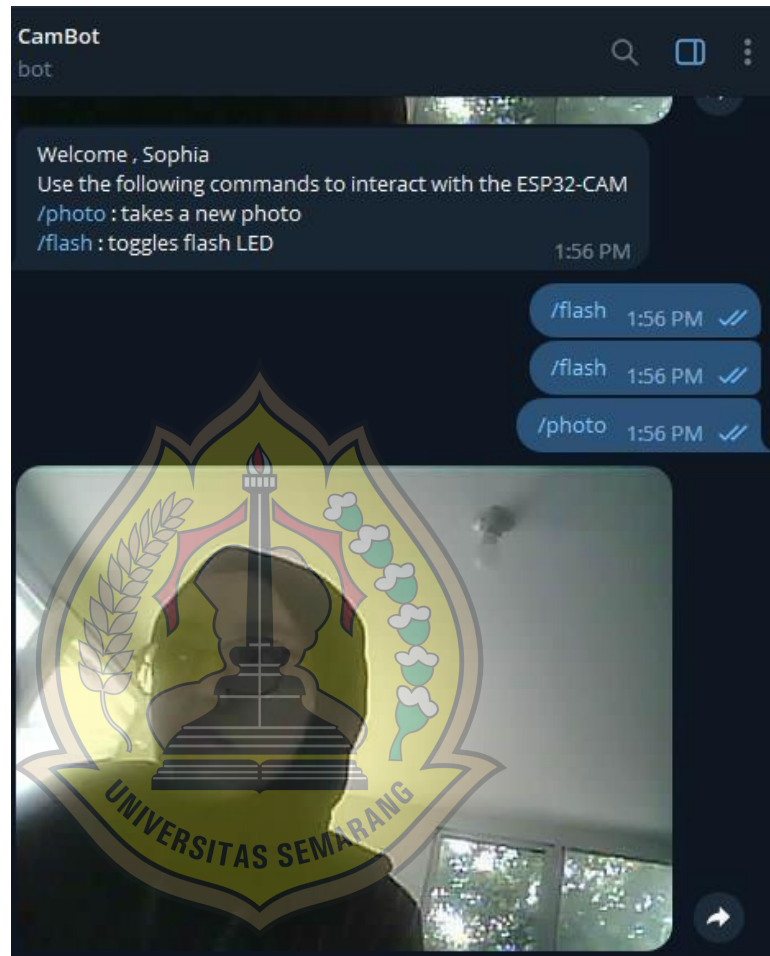 CamBot
bot
Welcome , Sophia
Use the following commands to interact with the ESP32-CAM
/photo : takes a new photo
/flash : toggles flash LED
1:56 PM
/flash 1:56 PM
/flash 1:56 PM
/photo 1:56 PM
UNIVERSITAS SEMARANG